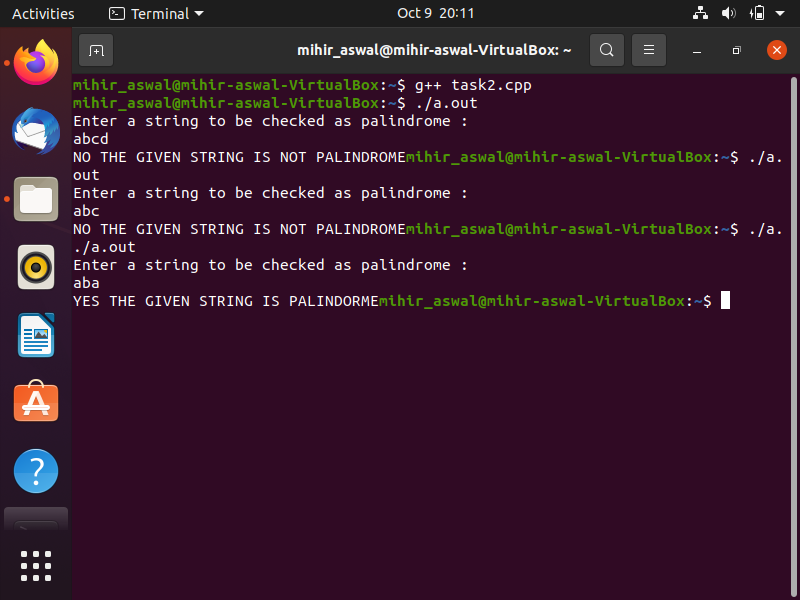 Activities
Terminal
Oct 9 20:11
mihir_aswal@mihir-aswal-VirtualBox: ~
mihir_aswal@mihir-aswal-VirtualBox:~$ g++ task2.cpp
mihir_aswal@mihir-aswal-VirtualBox:~$ ./a.out
Enter a string to be checked as palindrome :
abcd
NO THE GIVEN STRING IS NOT PALINDROMEmihir_aswal@mihir-aswal-VirtualBox:~$ ./a.
out
Enter a string to be checked as palindrome :
abc
NO THE GIVEN STRING IS NOT PALINDROMEmihir_aswal@mihir-aswal-VirtualBox:~$ ./a.
./a.out
Enter a string to be checked as palindrome :
aba
YES THE GIVEN STRING IS PALINDORMEmihir_aswal@mihir-aswal-VirtualBox:~$